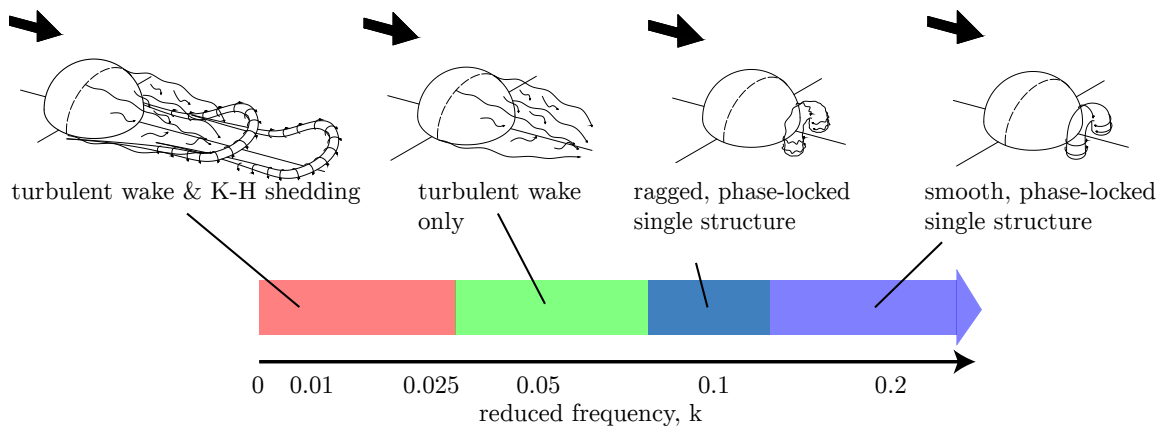 turbulent wake & K-H shedding
turbulent wake
only
ragged, phase-locked
single structure
smooth, phase-locked
single structure
0 0.01 0.025 0.05 0.1 0.2
reduced frequency, k